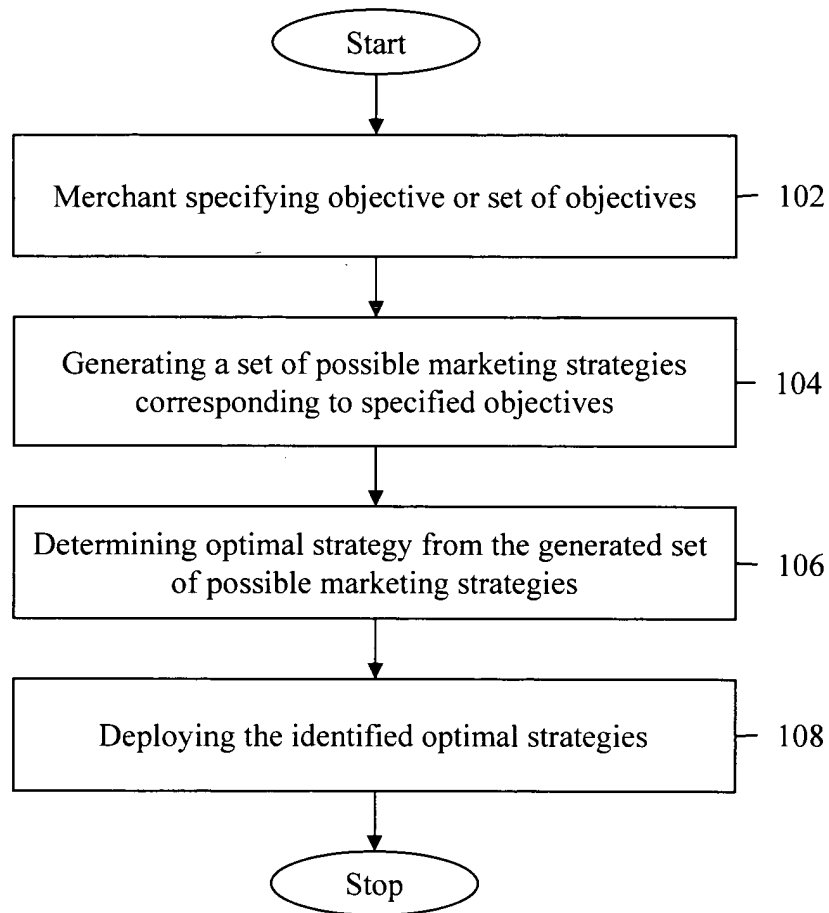 Start
Merchant specifying objective or set of objectives
102
Generating a set of possible marketing strategies
corresponding to specified objectives
104
Determining optimal strategy from the generated set
of possible marketing strategies
106
Deploying the identified optimal strategies
108
Stop